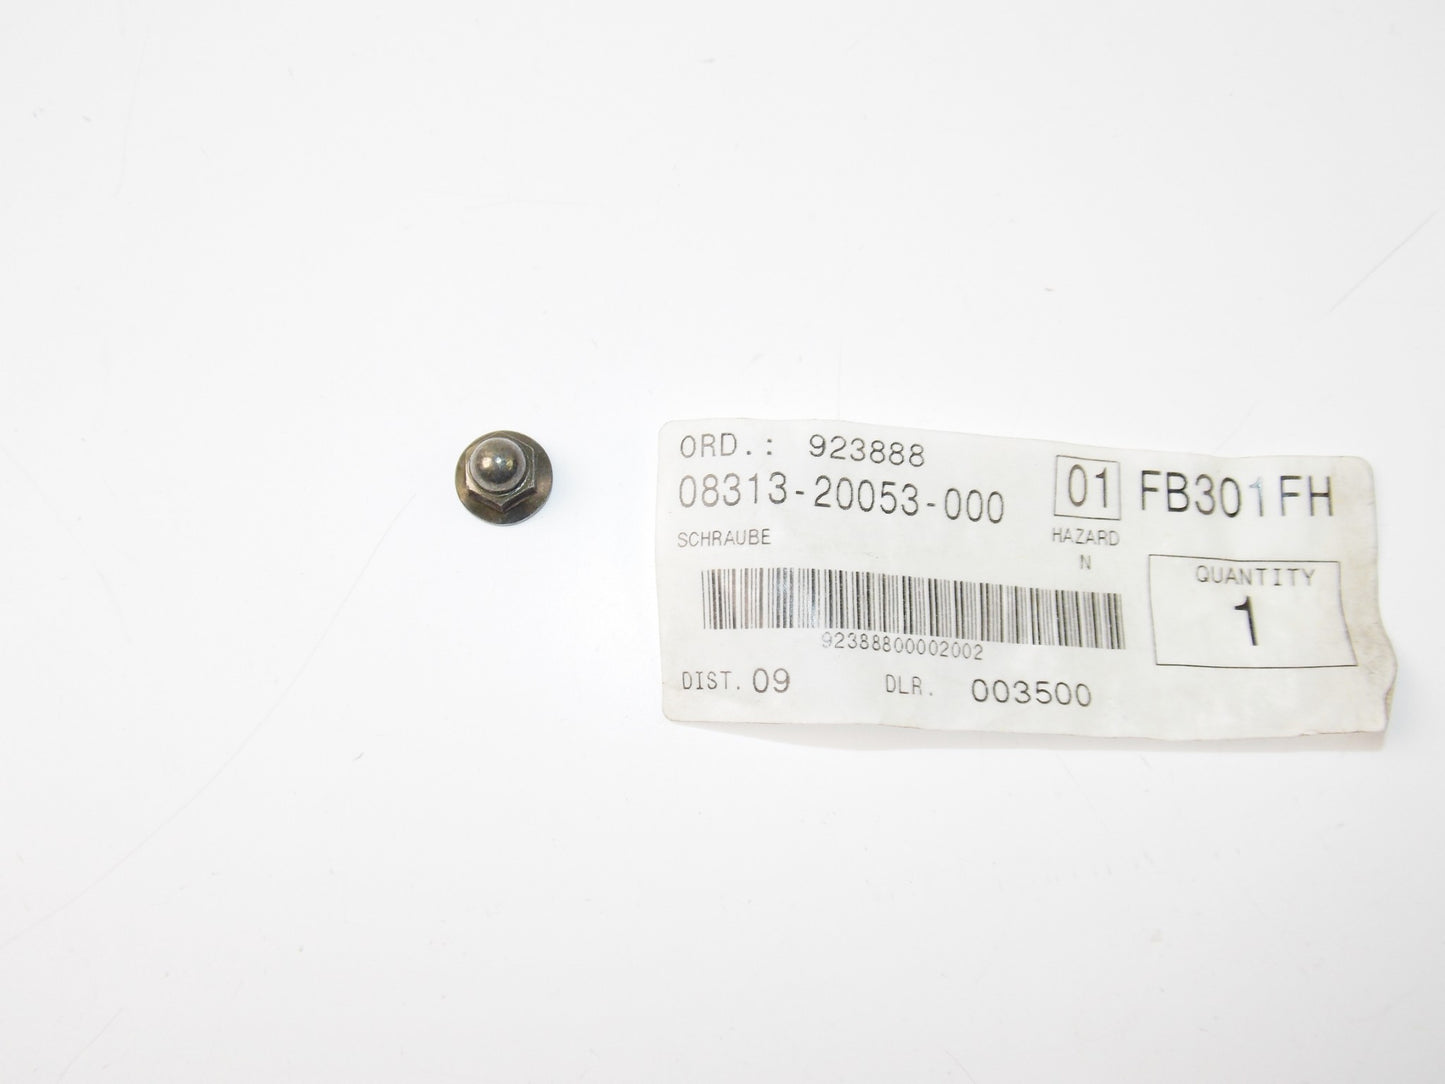 ORD.: 923888
08313-20053-000 01 FB301FH
SCHRAUBE HAZARD
N
QUANTITY
1
92388800002002
DIST. 09 DLR. 003500